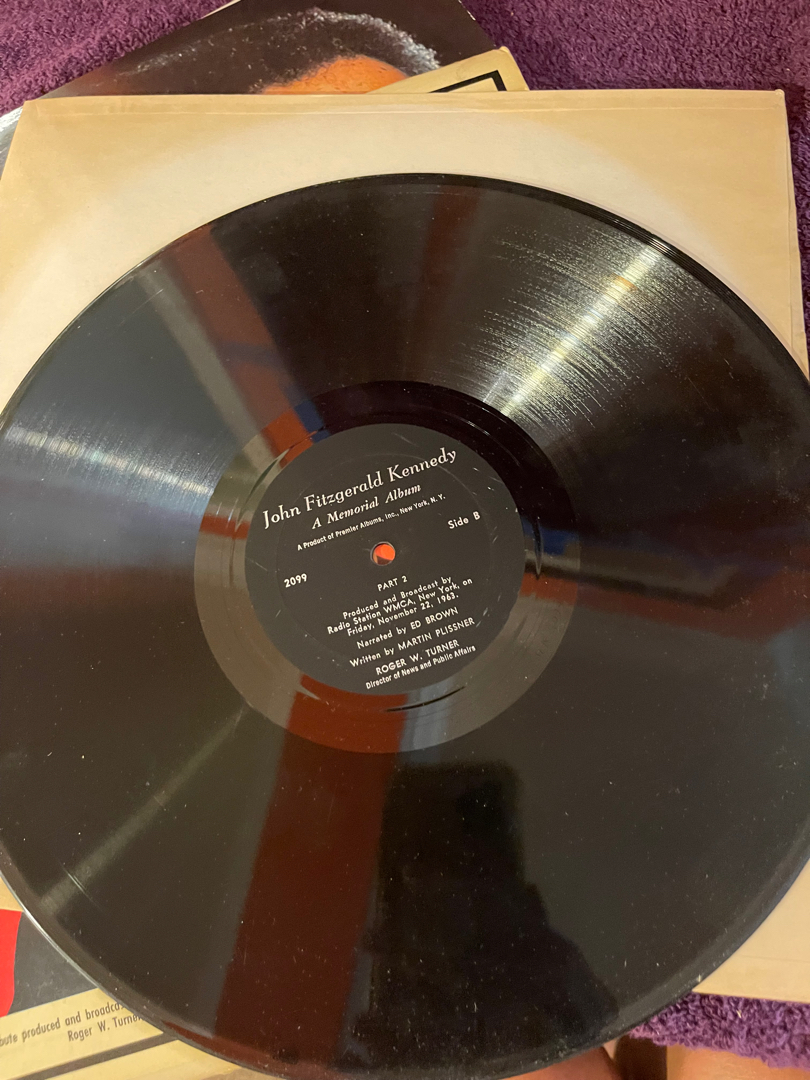 John Fitzgerald Kennedy
A Memorial Album
A Product of Premier Albums, Inc., New York, N. Y.
Side B
2099
PART 2
Produced and Broadcast by
Radio Station WMCA, New York, on
Friday, November 22, 1963.
Narrated by ED BROWN
Written by MARTIN PLISSNER
ROGER W. TURNER
Director of News and Public Affairs
produced and
Roger W.